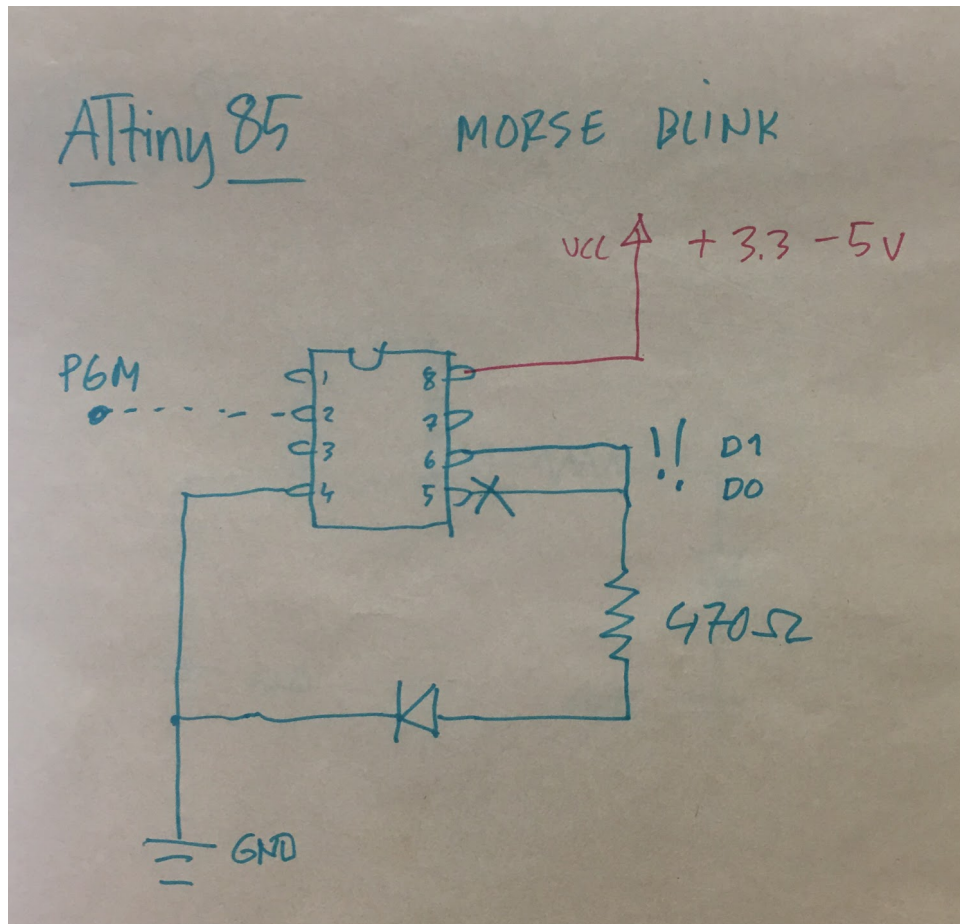 ATtiny 85
MORSE BLINK
VCC + 3.3 - 5V
PGM
1
2
3
4
8
7
6
5
!! D1
D0
470Ω
GND